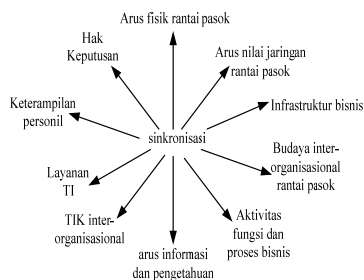 Arus fisik rantai pasok
Hak
Keputusan
Arus nilai jaringan
rantai pasok
Keterampilan
personil
Infrastruktur bisnis
sinkronisasi
Budaya inter-
organisasional
rantai pasok
Layanan
TI
TIK inter-
organisasional
Aktivitas
fungsi dan
proses bisnis
arus informasi
dan pengetahuan